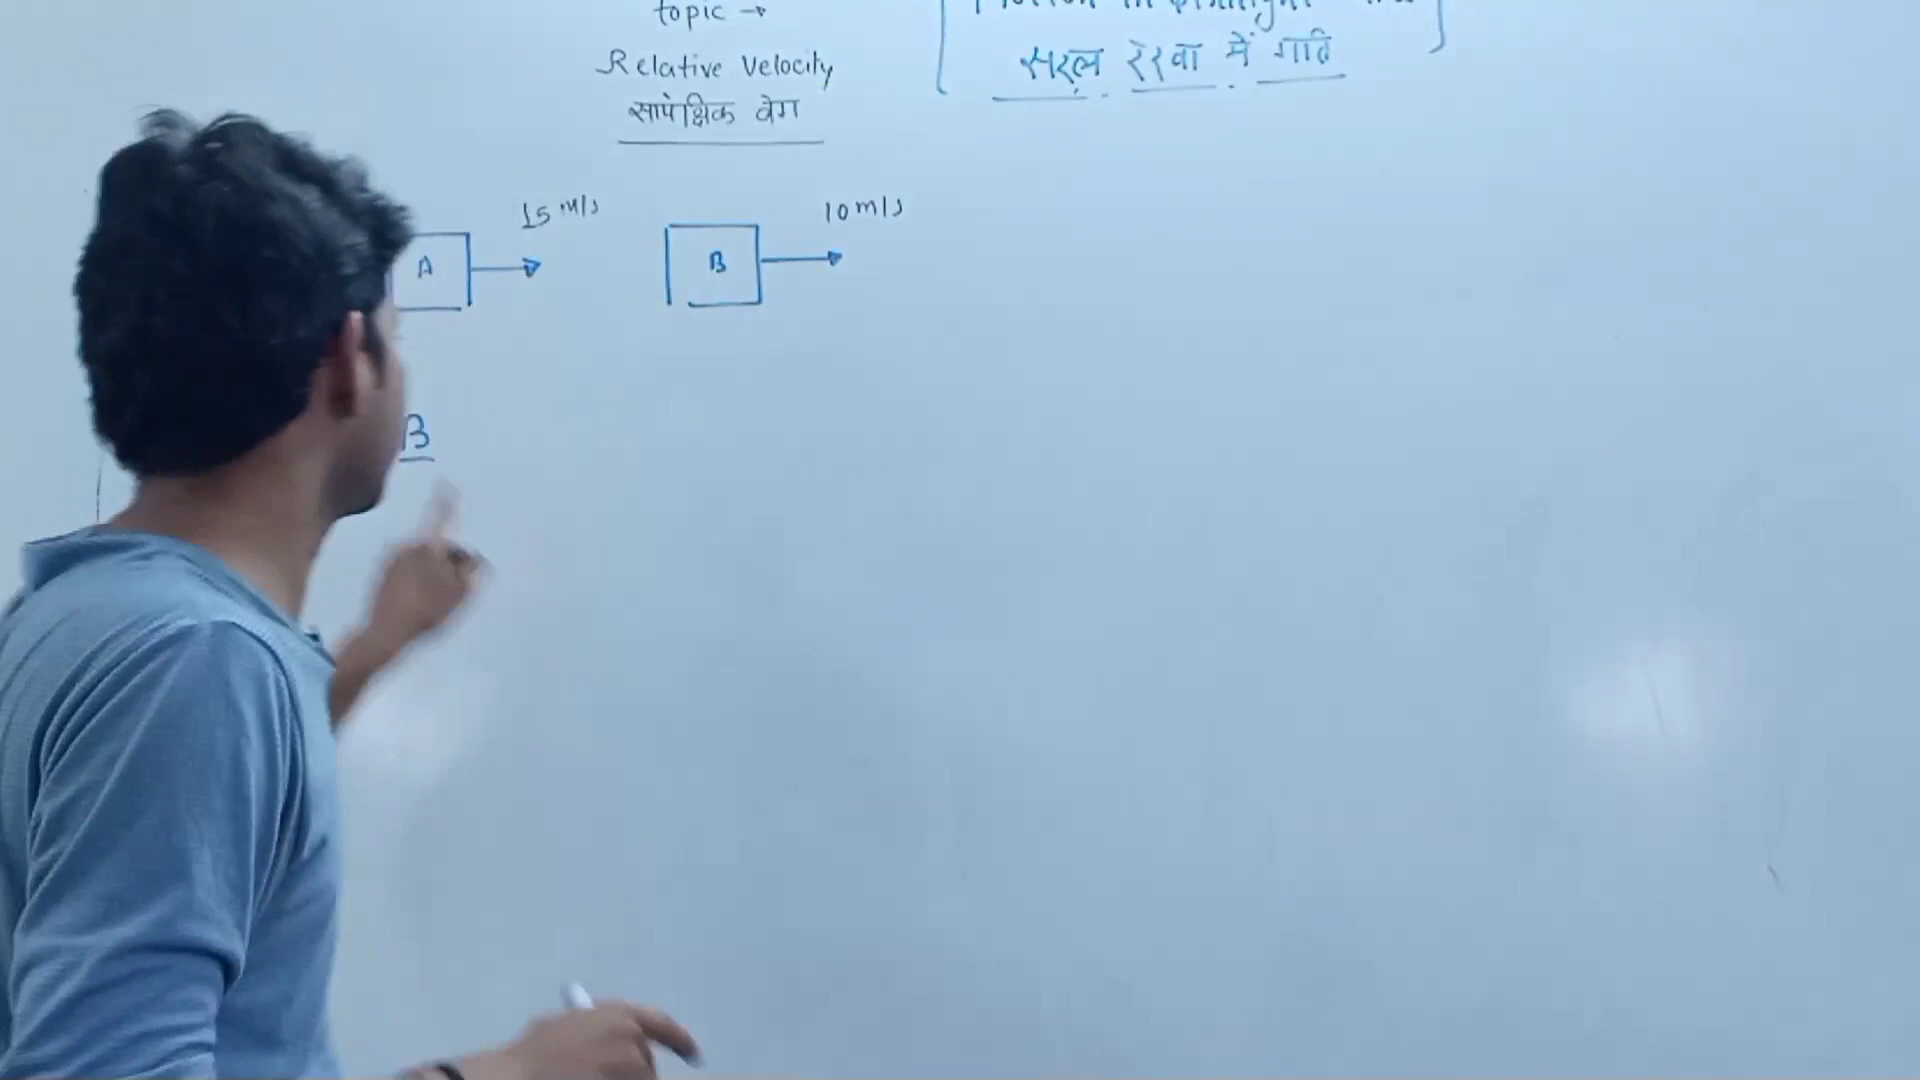 topic →
Relative Velocity
सापेक्षिक वेग
सरल रेखा में गति
15 m/s
10 m/s
A
B
B